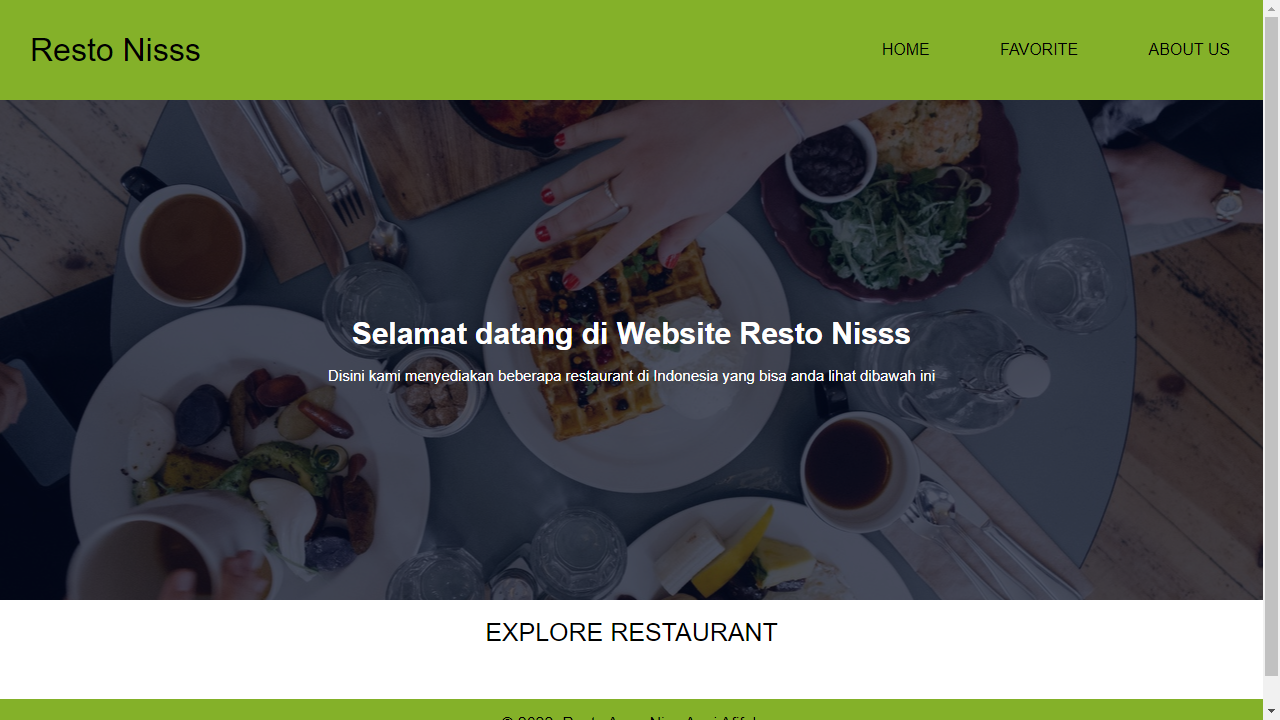 Resto Nisss
HOME
FAVORITE
ABOUT US
Selamat datang di Website Resto Nisss
Disini kami menyediakan beberapa restaurant di Indonesia yang bisa anda lihat dibawah ini
EXPLORE RESTAURANT